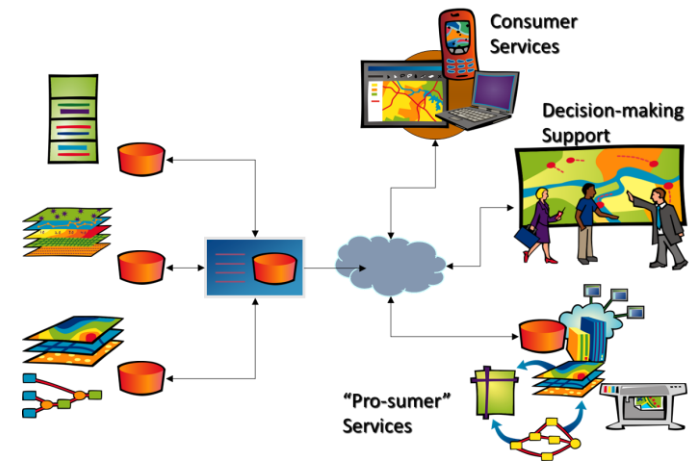 Consumer
Services
Decision-making
Support
“Pro-sumer”
Services